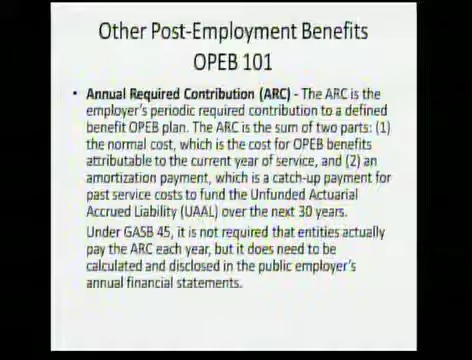 Other Post-Employment Benefits
OPEB 101
• Annual Required Contribution (ARC) - The ARC is the
employer's periodic required contribution to a defined
benefit OPEB plan. The ARC is the sum of two parts: (1)
the normal cost, which is the cost for OPEB benefits
attributable to the current year of service, and (2) an
amortization payment, which is a catch-up payment for
past service costs to fund the Unfunded Actuarial
Accrued Liability (UAAL) over the next 30 years.
Under GASB 45, it is not required that entities actually
pay the ARC each year, but it does need to be
calculated and disclosed in the public employer's
annual financial statements.